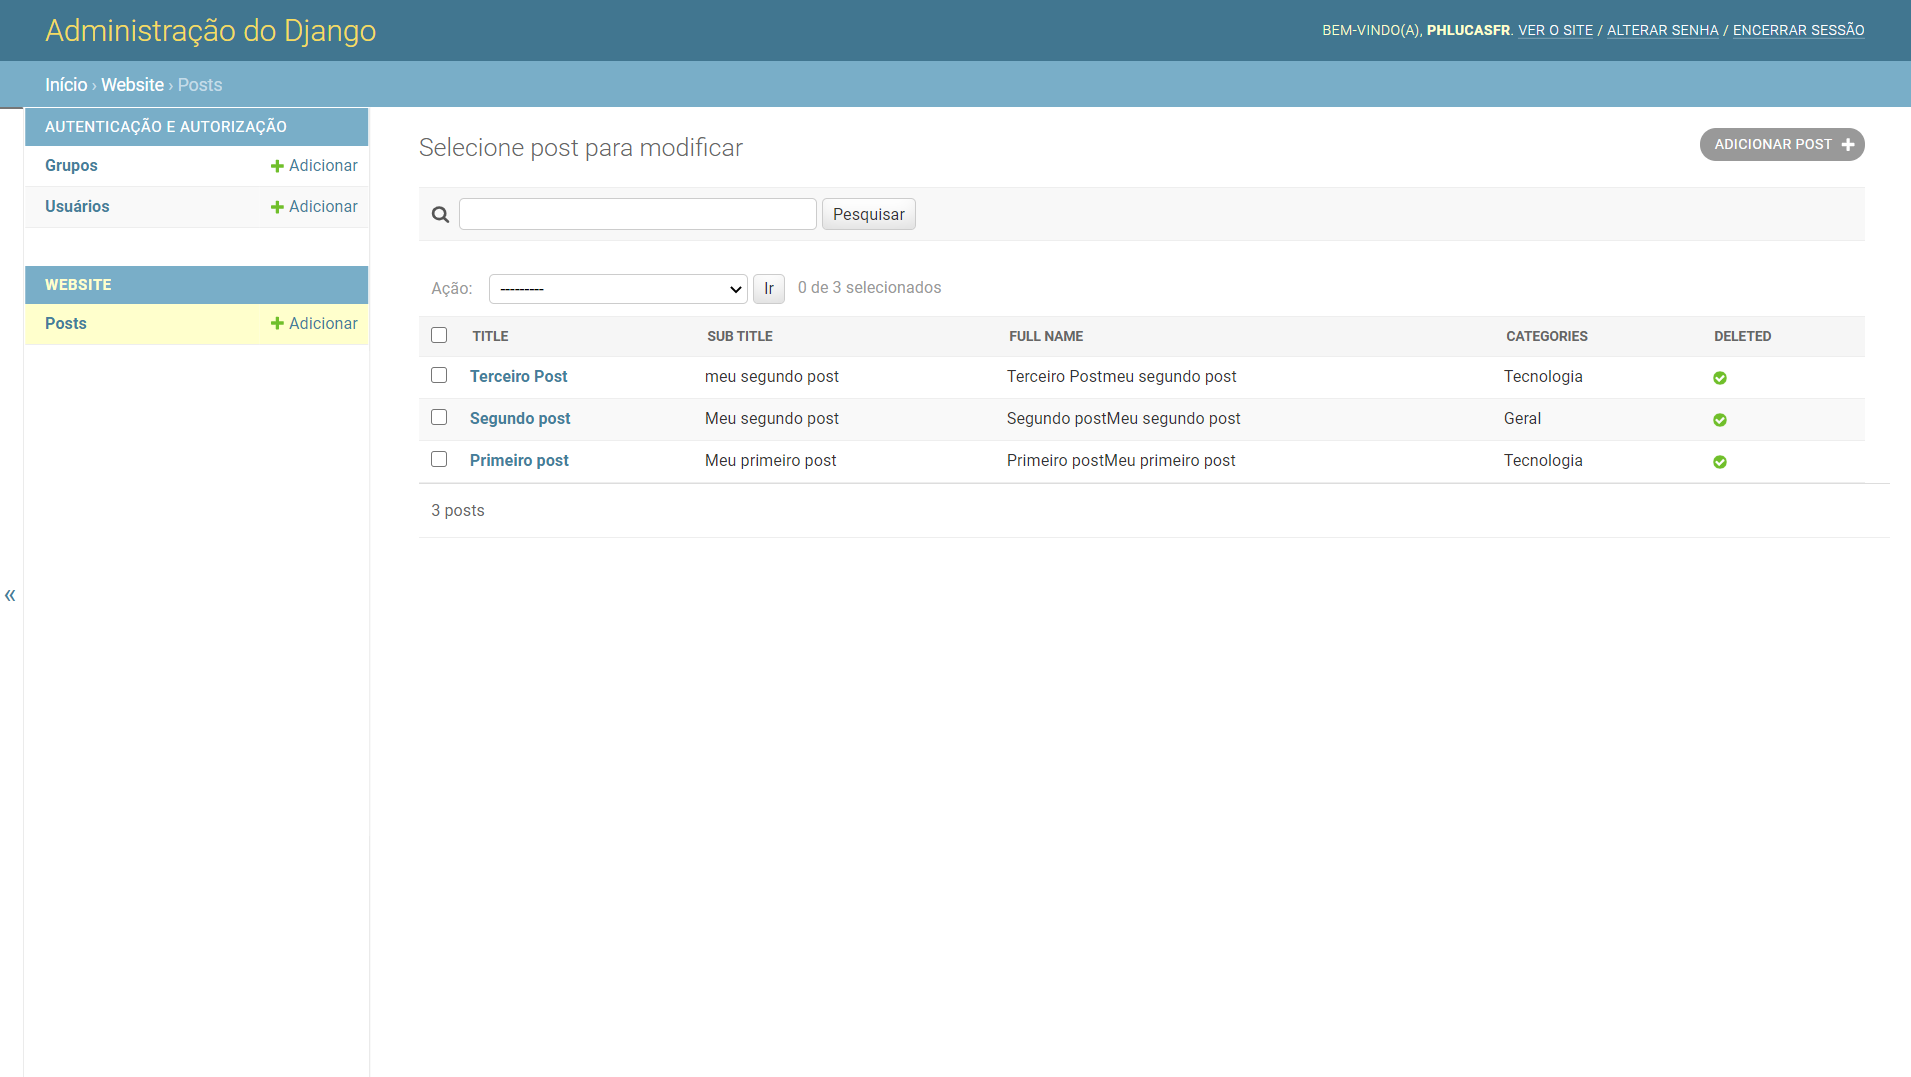 Administração do Django
BEM-VINDO(A), PHLUCASFR. VER O SITE / ALTERAR SENHA / ENCERRAR SESSÃO
Início › Website › Posts
AUTENTICAÇÃO E AUTORIZAÇÃO
Grupos Adicionar
Usuários Adicionar
WEBSITE
Posts Adicionar
«
Selecione post para modificar
ADICIONAR POST
Pesquisar
Ação: --------- Ir 0 de 3 selecionados
TITLE SUB TITLE FULL NAME CATEGORIES DELETED
Terceiro Post meu segundo post Terceiro Postmeu segundo post Tecnologia
Segundo post Meu segundo post Segundo postMeu segundo post Geral
Primeiro post Meu primeiro post Primeiro postMeu primeiro post Tecnologia
3 posts